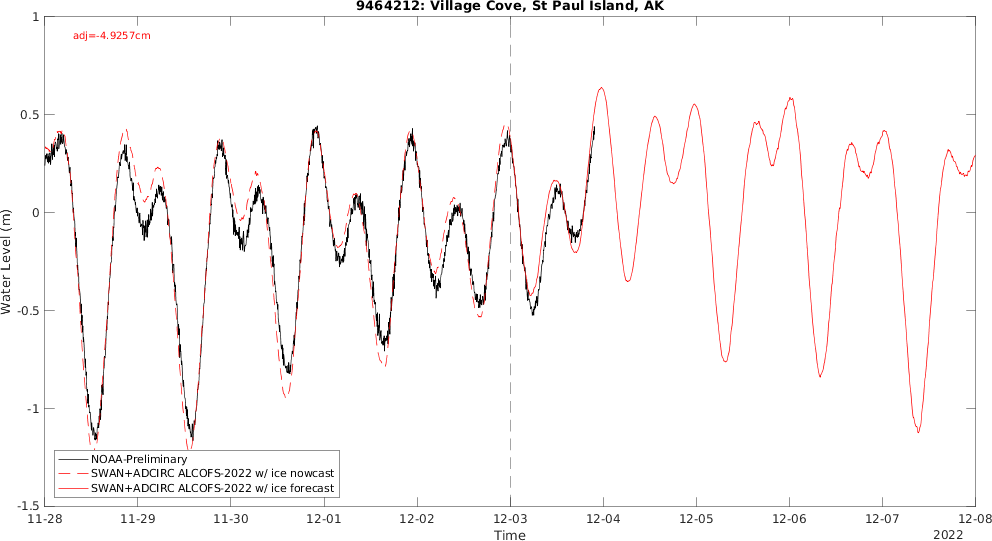 9464212: Village Cove, St Paul Island, AK
adj=-4.9257cm
1
0.5
0
-0.5
-1
-1.5
Water Level (m)
NOAA-Preliminary
SWAN+ADCIRC ALCOFS-2022 w/ ice nowcast
SWAN+ADCIRC ALCOFS-2022 w/ ice forecast
11-28 11-29 11-30 12-01 12-02 12-03 12-04 12-05 12-06 12-07 12-08
Time
2022